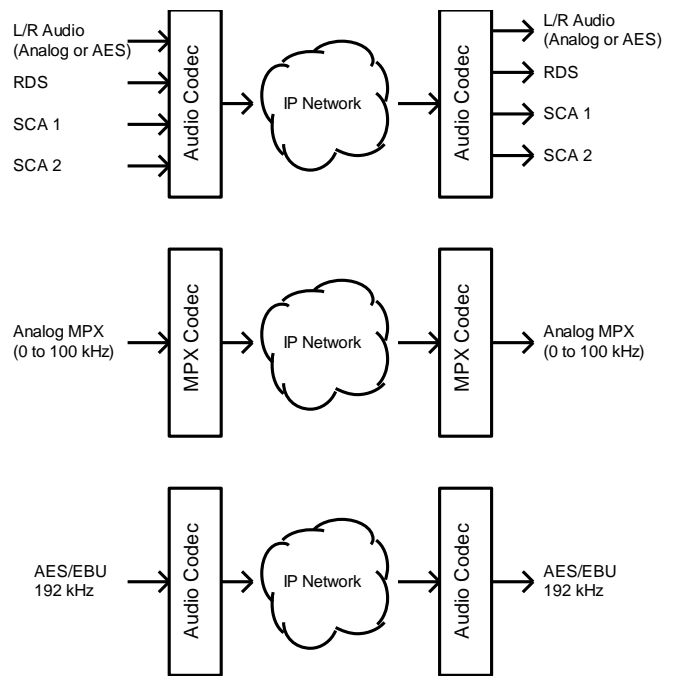 L/R Audio
(Analog or AES)
RDS
SCA 1
SCA 2
Audio Codec
IP Network
Audio Codec
L/R Audio
(Analog or AES)
RDS
SCA 1
SCA 2
Analog MPX
(0 to 100 kHz)
MPX Codec
IP Network
MPX Codec
Analog MPX
(0 to 100 kHz)
AES/EBU
192 kHz
Audio Codec
IP Network
Audio Codec
AES/EBU
192 kHz